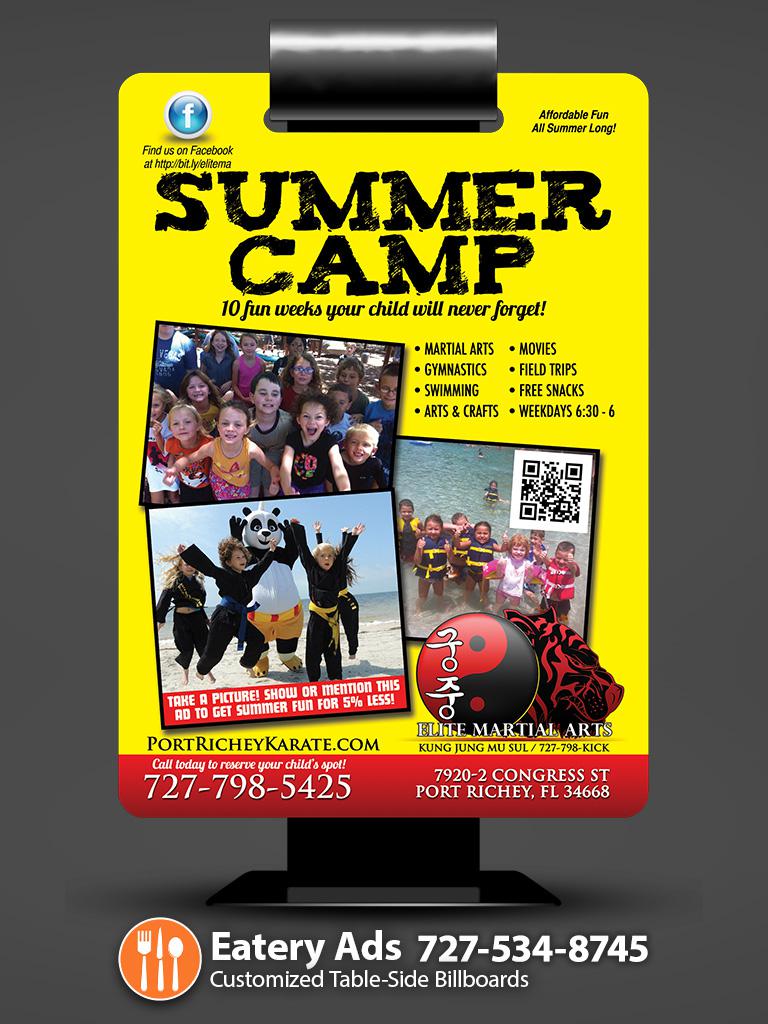 f
Find us on Facebook
at http://bit.ly/elitema
Affordable Fun
All Summer Long!
SUMMER
CAMP
10 fun weeks your child will never forget!
• MARTIAL ARTS
• GYMNASTICS
• SWIMMING
• ARTS & CRAFTS
• MOVIES
• FIELD TRIPS
• FREE SNACKS
• WEEKDAYS 6:30 - 6
TAKE A PICTURE! SHOW OR MENTION THIS
AD TO GET SUMMER FUN FOR 5% LESS!
궁중
ELITE MARTIAL ARTS
KUNG JUNG MU SUL / 727-798-KICK
PORTRICHEYKARATE.COM
Call today to reserve your child's spot!
727-798-5425
7920-2 CONGRESS ST
PORT RICHEY, FL 34668
Eatery Ads 727-534-8745
Customized Table-Side Billboards